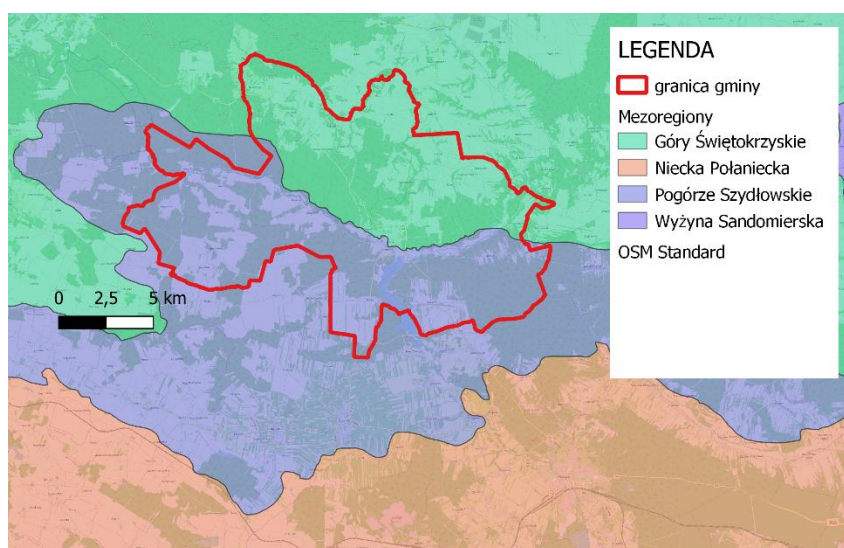 LEGENDA
granica gminy
Mezoregiony
Góry Świętokrzyskie
Niecka Połaniecka
Pogórze Szydłowskie
Wyżyna Sandomierska
OSM Standard
0 2,5 5 km